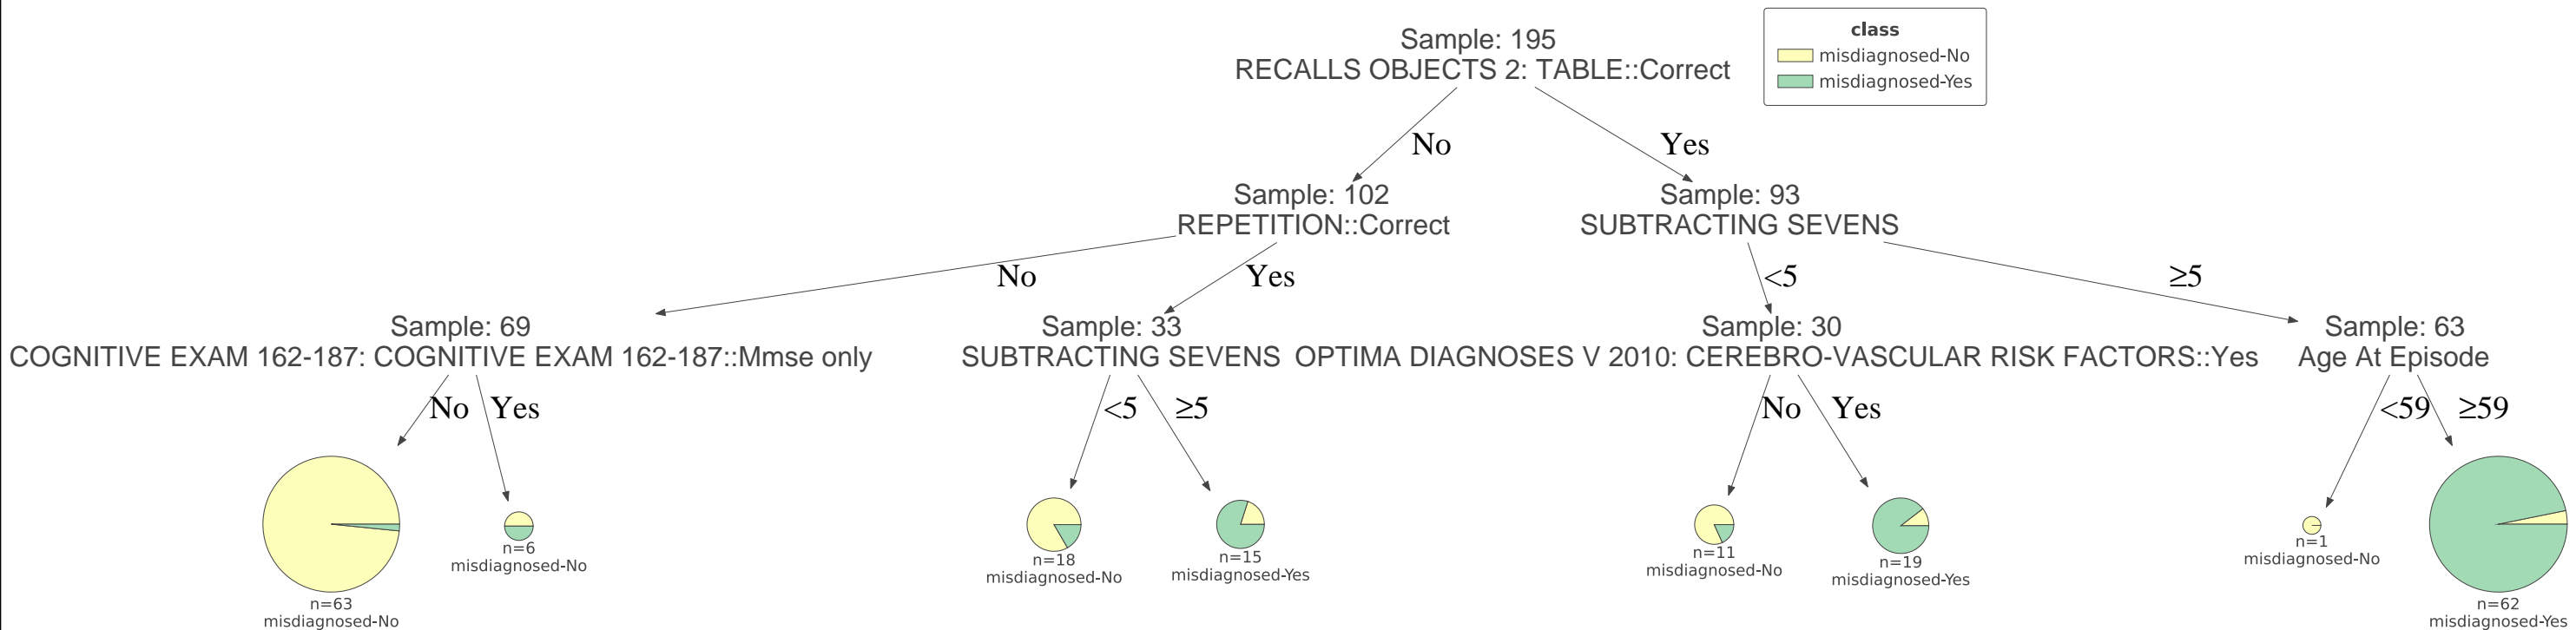 Sample: 195
RECALLS OBJECTS 2: TABLE::Correct
class
misdiagnosed-No
misdiagnosed-Yes
No
Yes
Sample: 102
REPETITION::Correct
Sample: 93
SUBTRACTING SEVENS
No
Yes
<5
≥5
Sample: 69
COGNITIVE EXAM 162-187: COGNITIVE EXAM 162-187::Mmse only
Sample: 33
SUBTRACTING SEVENS
Sample: 30
OPTIMA DIAGNOSES V 2010: CEREBRO-VASCULAR RISK FACTORS::Yes
Sample: 63
Age At Episode
No
Yes
<5
≥5
No
Yes
<59
≥59
n=63
misdiagnosed-No
n=6
misdiagnosed-No
n=18
misdiagnosed-No
n=15
misdiagnosed-Yes
n=11
misdiagnosed-No
n=19
misdiagnosed-Yes
n=1
misdiagnosed-No
n=62
misdiagnosed-Yes